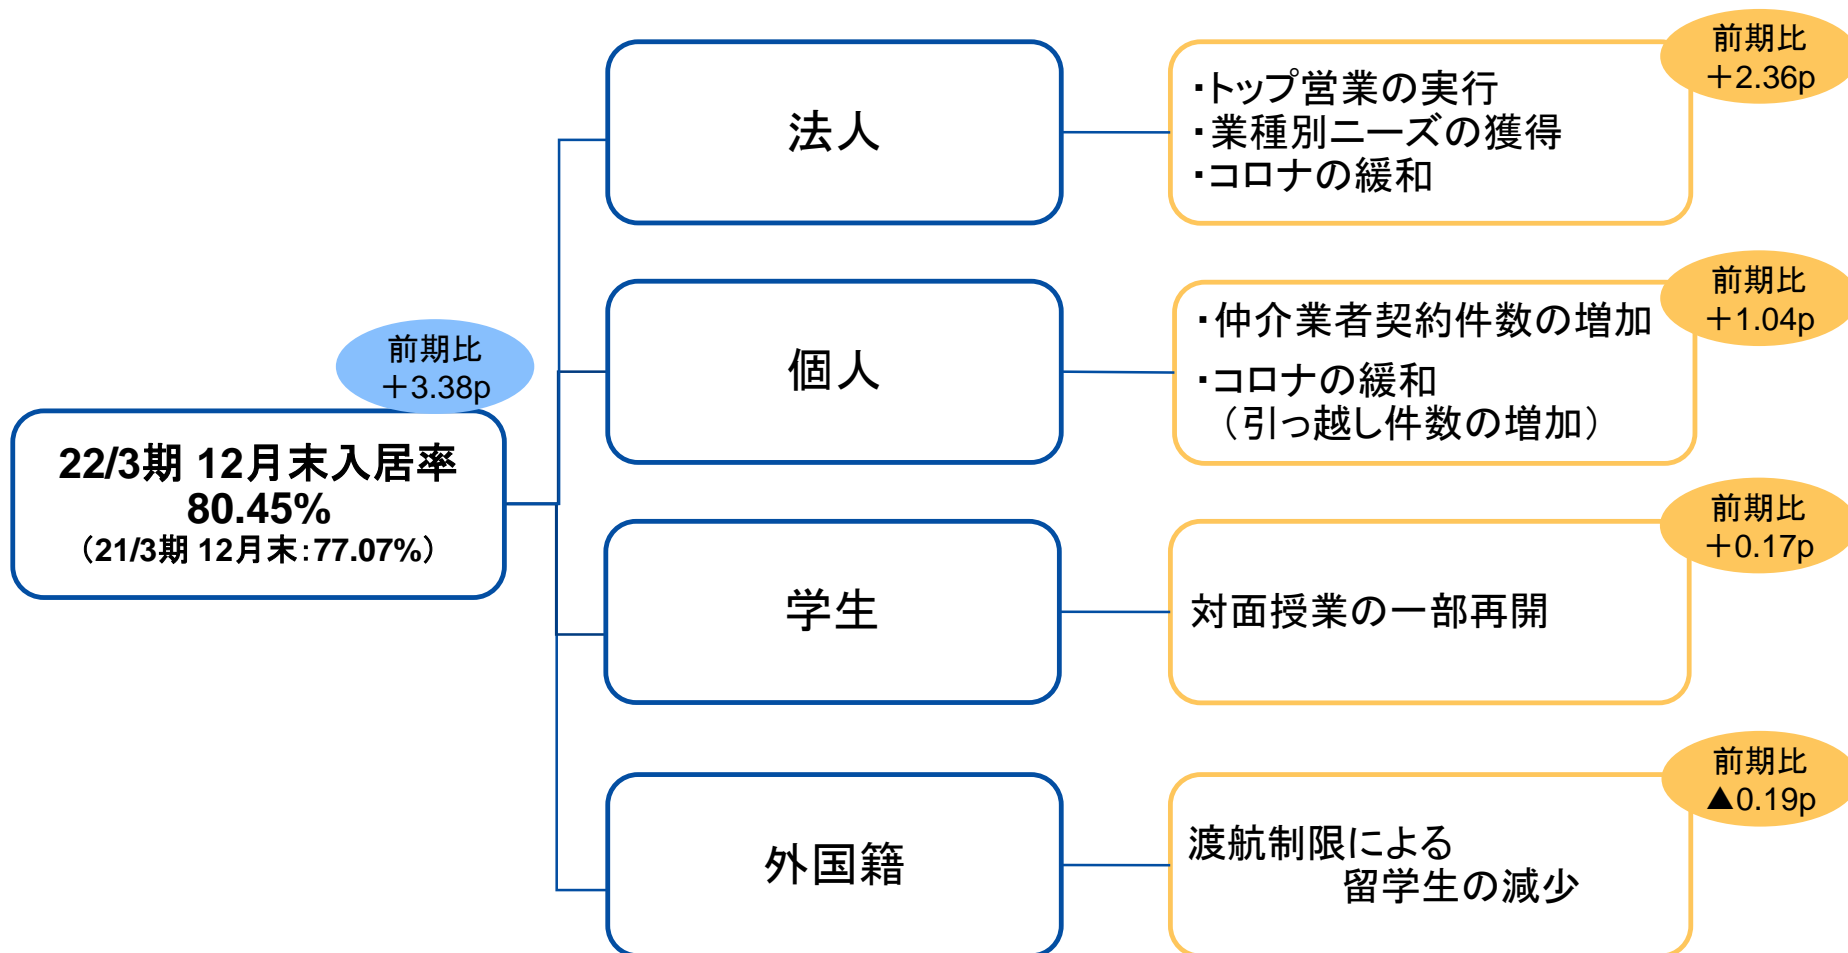 前期比
＋3.38p
22/3期 12月末入居率
80.45%
（21/3期 12月末：77.07%）
法人
前期比
＋2.36p
・トップ営業の実行
・業種別ニーズの獲得
・コロナの緩和
個人
前期比
＋1.04p
・仲介業者契約件数の増加
・コロナの緩和
（引っ越し件数の増加）
学生
前期比
＋0.17p
対面授業の一部再開
外国籍
前期比
▲0.19p
渡航制限による
留学生の減少